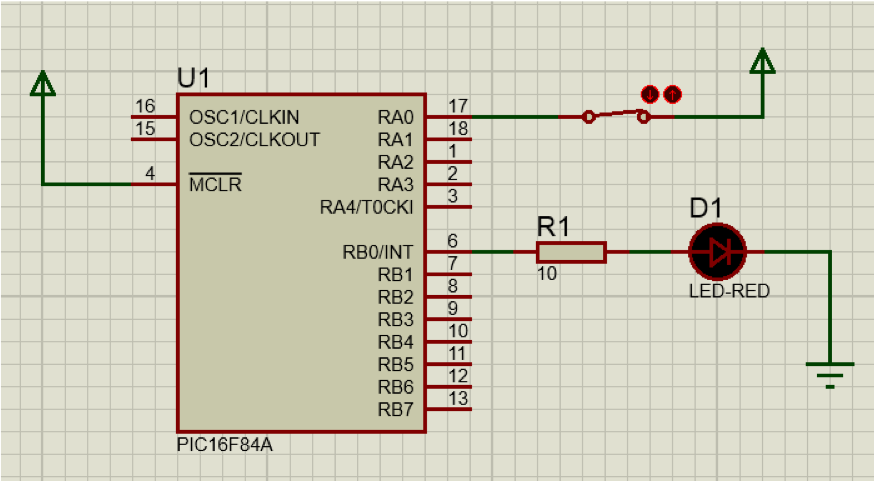 U1
16 OSC1/CLKIN RA0 17
15 OSC2/CLKOUT RA1 18
RA2 1
4 MCLR RA3 2
RA4/T0CKI 3
RB0/INT 6
RB1 7
RB2 8
RB3 9
RB4 10
RB5 11
RB6 12
RB7 13
PIC16F84A
R1
10
D1
LED-RED